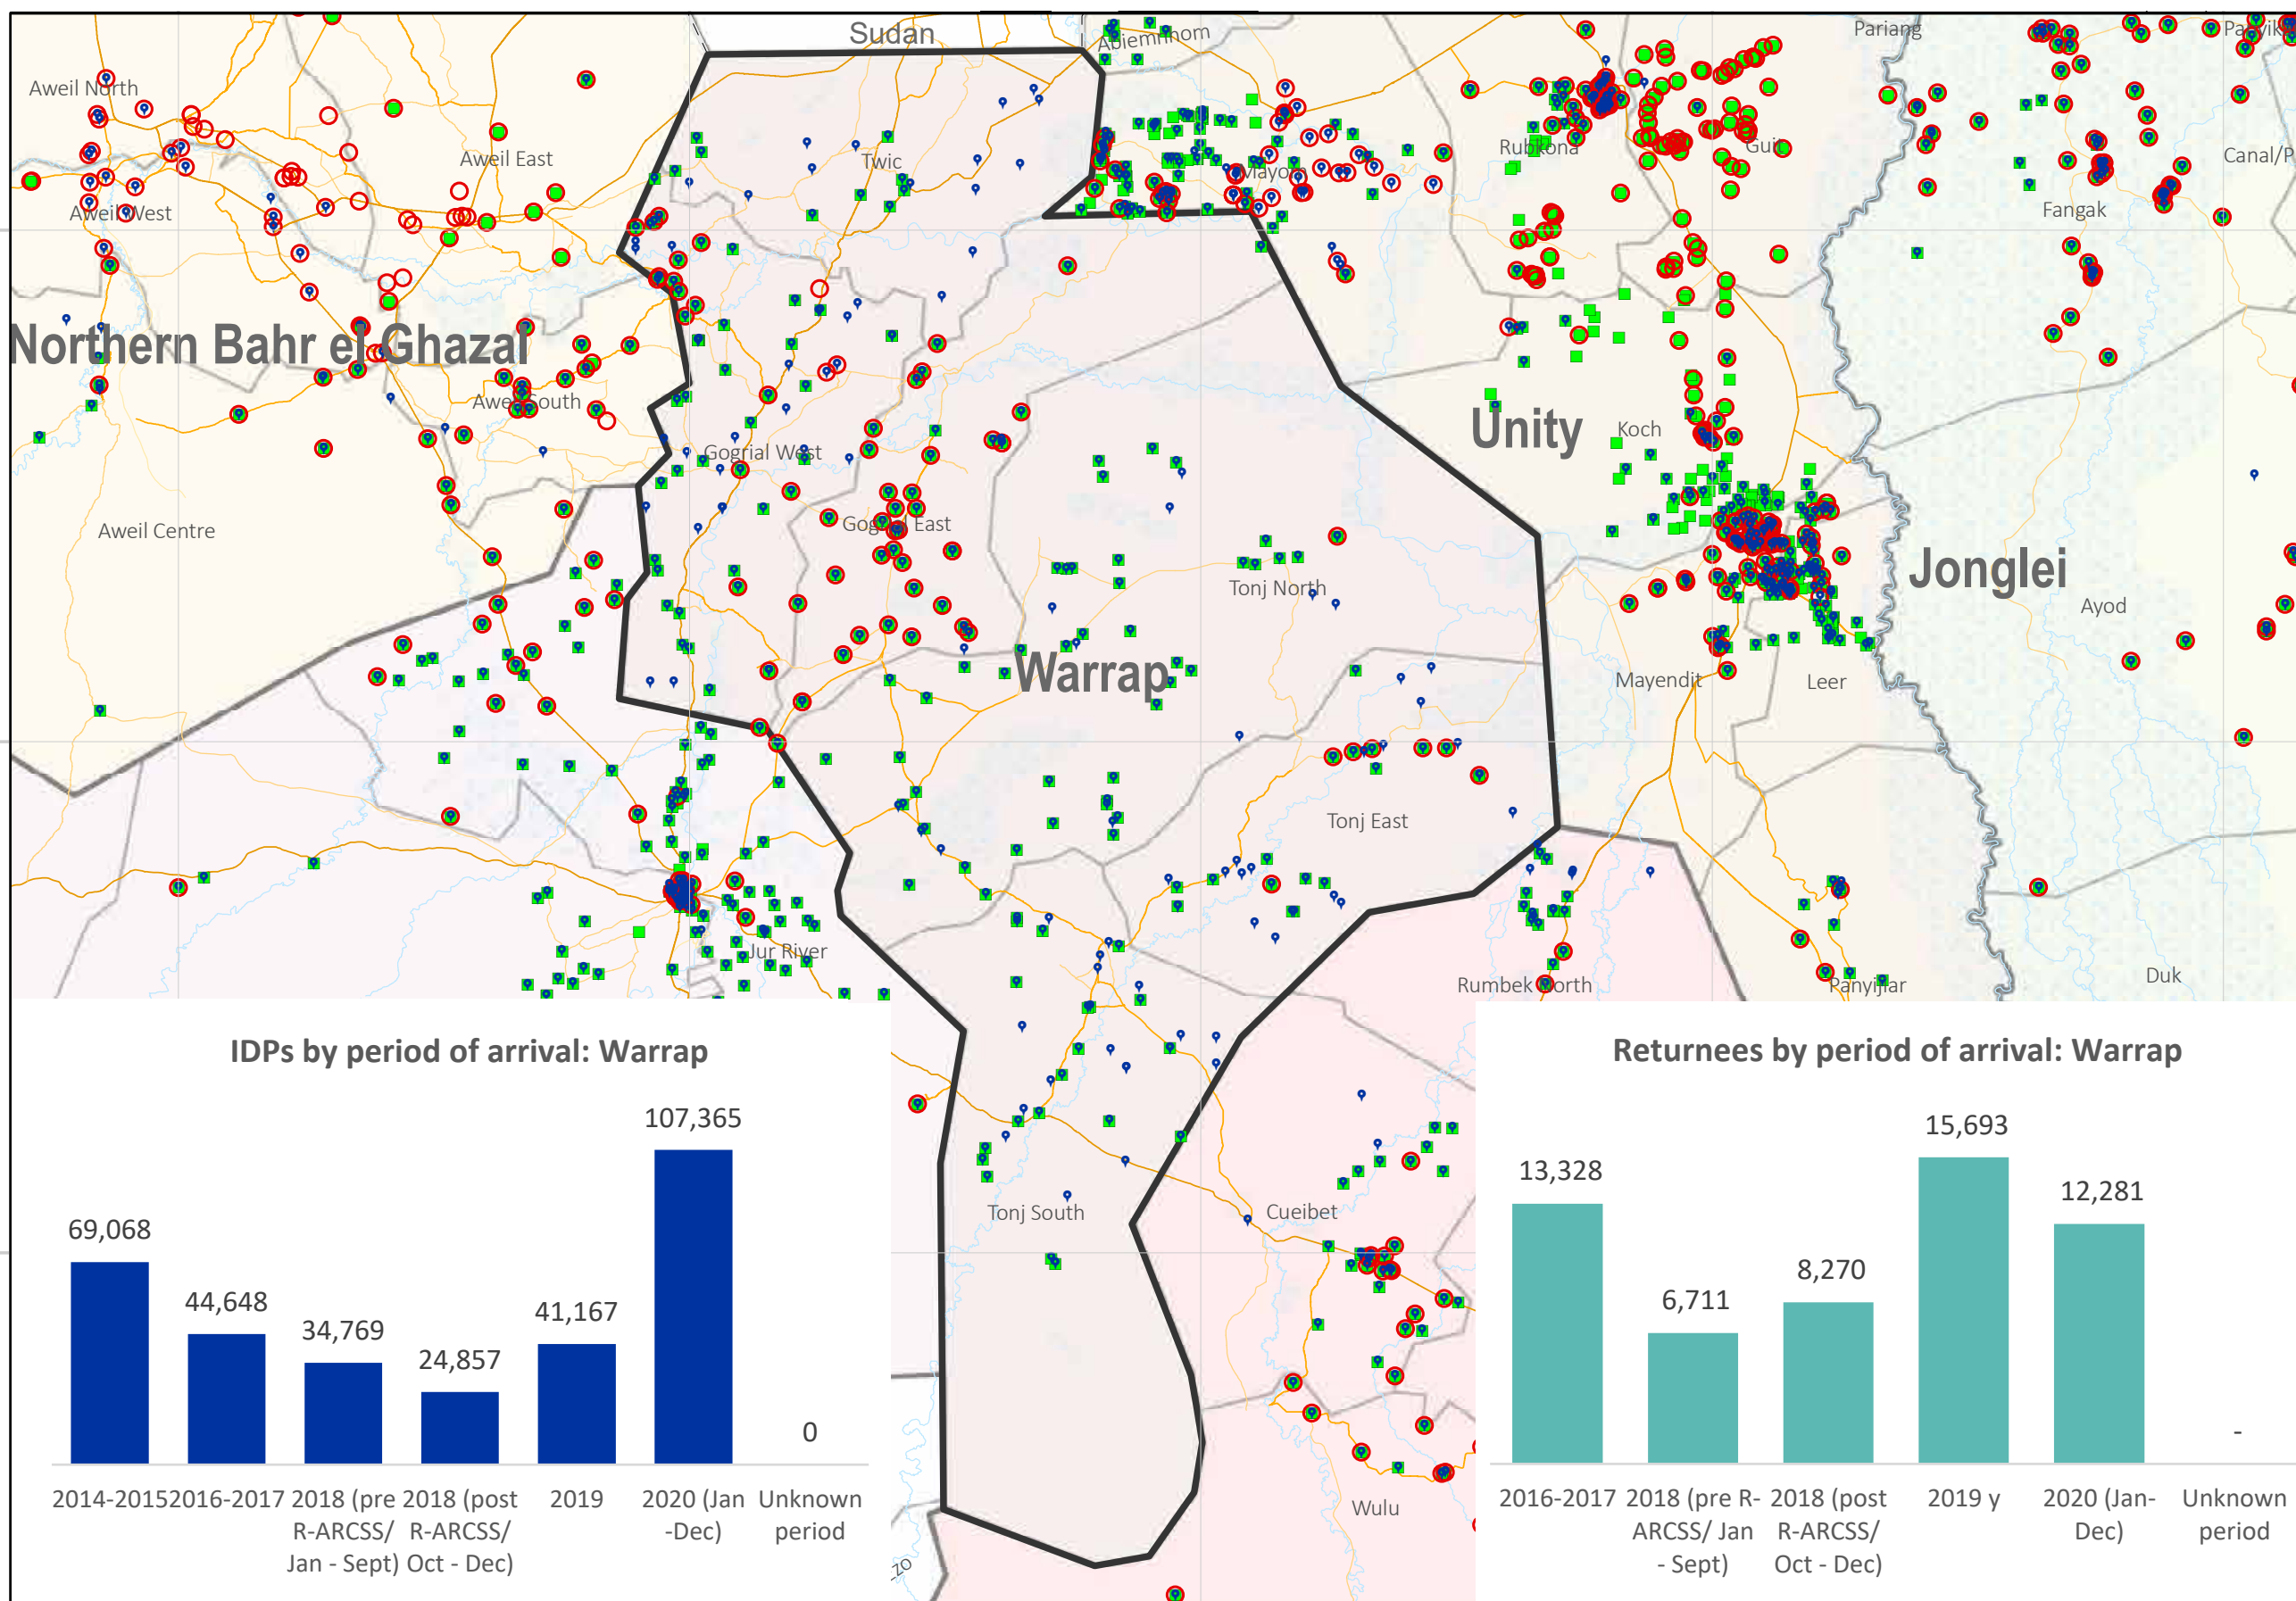 Sudan
Abiemnhom
Pariang
Aweil North
Aweil East
Twic
Mayom
Rubkona
Guit
Canal/P
Aweil West
Fangak
Northern Bahr el Ghazal
Aweil South
Unity
Koch
Gogrial West
Aweil Centre
Gogrial East
Jonglei
Tonj North
Ayod
Warrap
Mayendit
Leer
Tonj East
Jur River
Rumbek North
Panyijiar
Duk
Tonj South
Cueibet
Wulu
IDPs by period of arrival: Warrap
107,365
69,068
44,648
41,167
34,769
24,857
0
2014-2015
2016-2017
2018 (pre
R-ARCSS/
Jan - Sept)
2018 (post
R-ARCSS/
Oct - Dec)
2019
2020 (Jan
-Dec)
Unknown
period
Returnees by period of arrival: Warrap
15,693
13,328
12,281
8,270
6,711
-
2016-2017
2018 (pre R-
ARCSS/ Jan
- Sept)
2018 (post
R-ARCSS/
Oct - Dec)
2019 y
2020 (Jan-
Dec)
Unknown
period